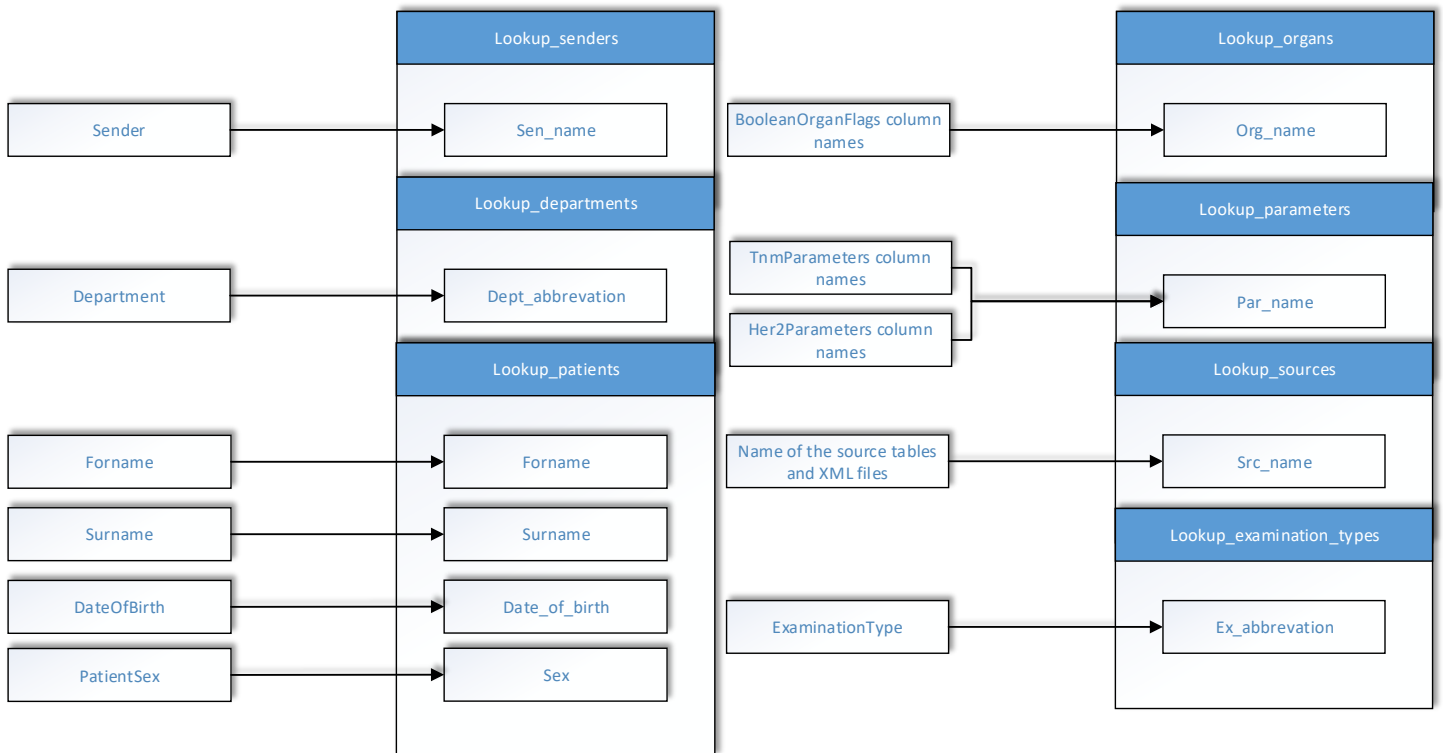 Lookup_senders
Sender
Sen_name
Lookup_departments
Department
Dept_abbrevation
Lookup_patients
Forname
Forname
Surname
Surname
DateOfBirth
Date_of_birth
PatientSex
Sex
Lookup_organs
BooleanOrganFlags column
names
Org_name
Lookup_parameters
TnmParameters column
names
Her2Parameters column
names
Par_name
Lookup_sources
Name of the source tables
and XML files
Src_name
Lookup_examination_types
ExaminationType
Ex_abbrevation